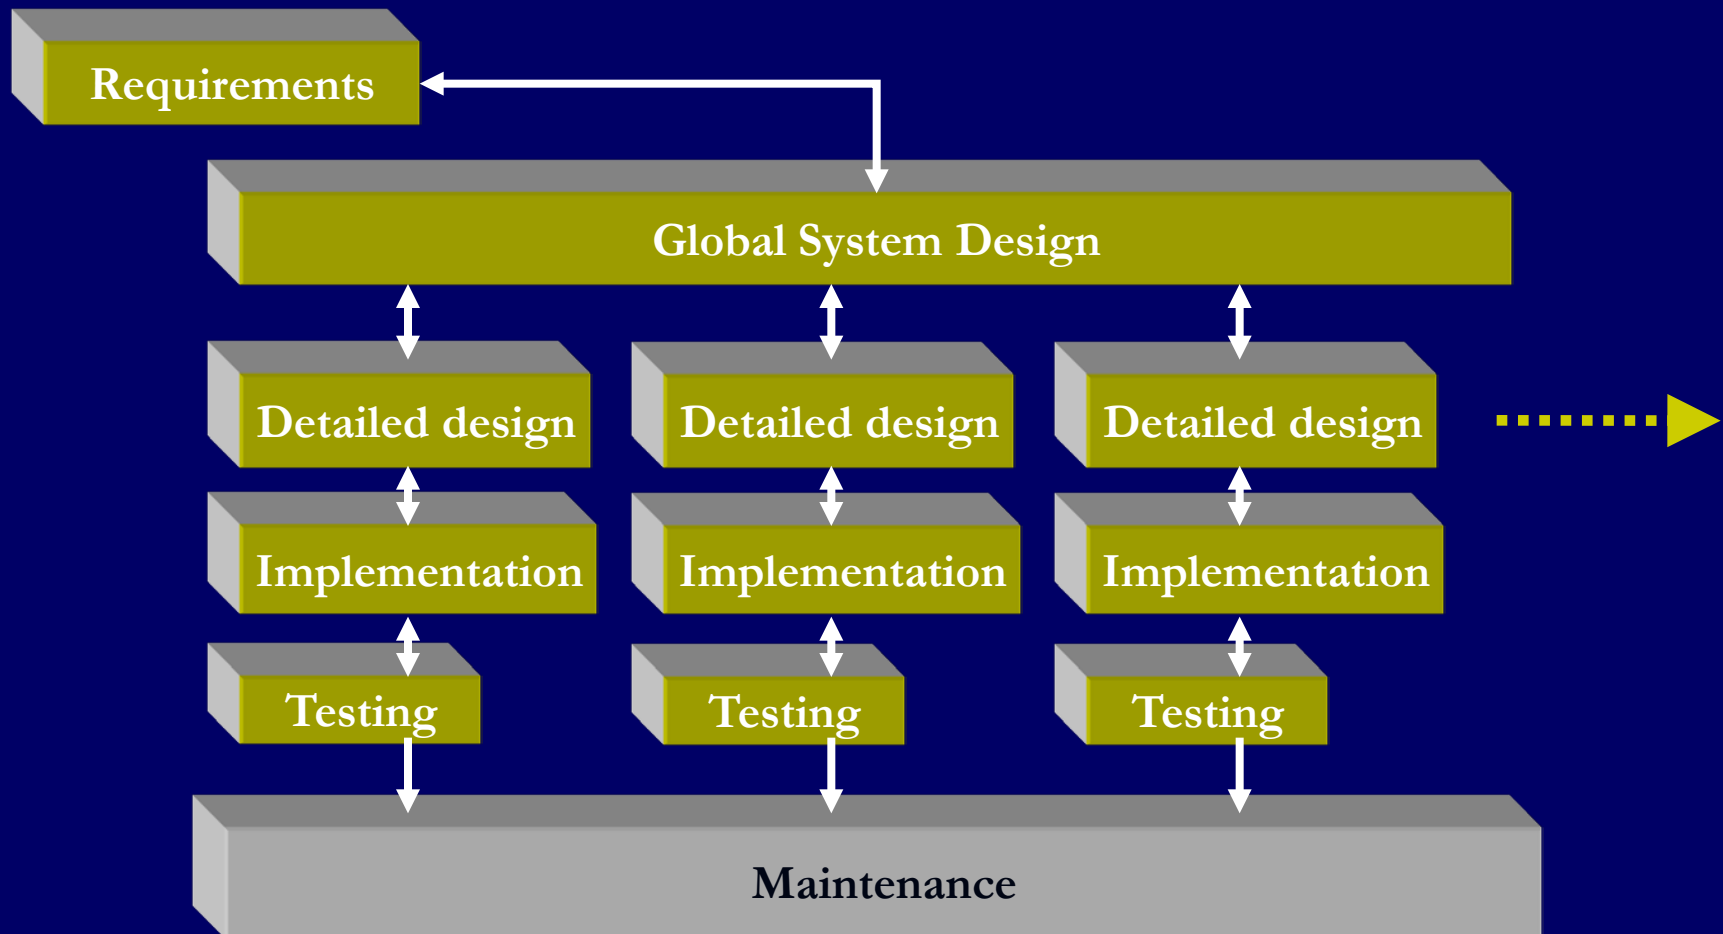 Requirements
Global System Design
Detailed design
Detailed design
Detailed design
Implementation
Implementation
Implementation
Testing
Testing
Testing
Maintenance